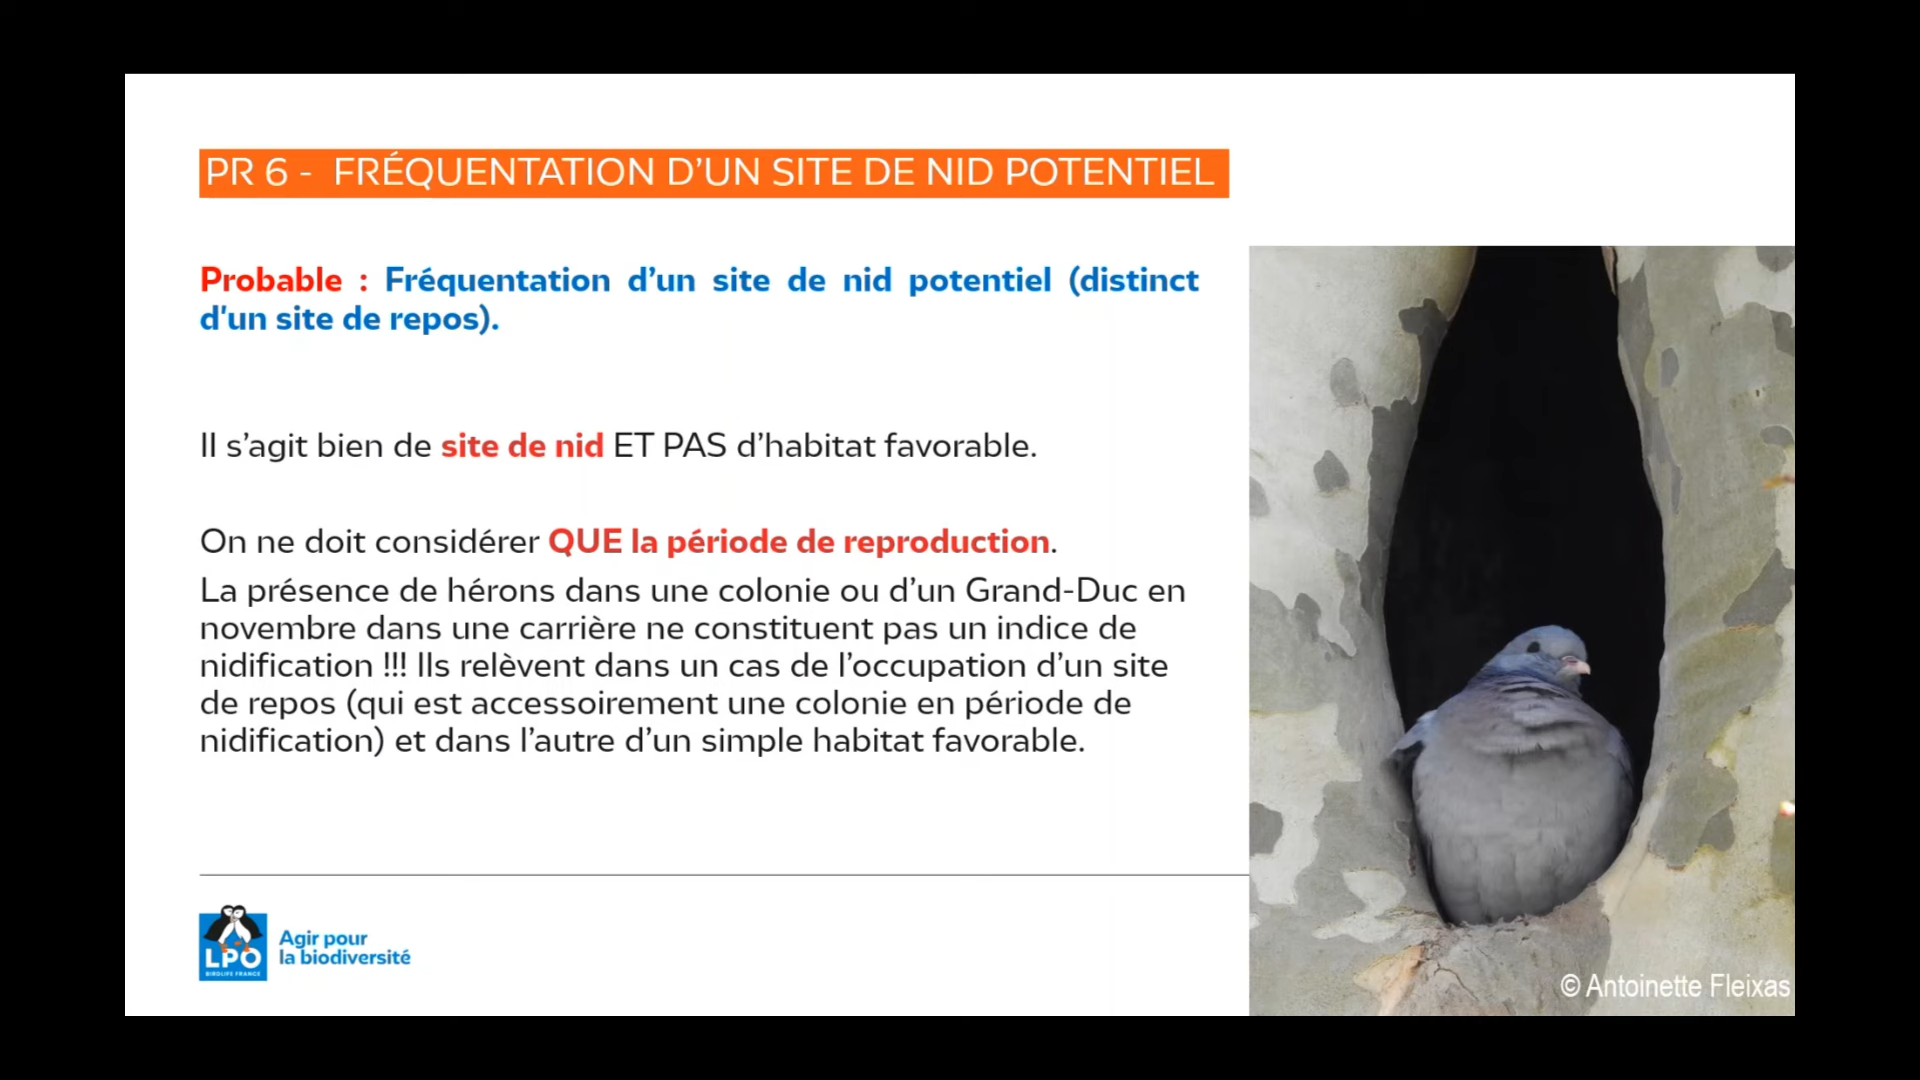 PR 6 - FRÉQUENTATION D’UN SITE DE NID POTENTIEL
Probable : Fréquentation d’un site de nid potentiel (distinct
d'un site de repos).
Il s’agit bien de site de nid ET PAS d’habitat favorable.
On ne doit considérer QUE la période de reproduction.
La présence de hérons dans une colonie ou d’un Grand-Duc en
novembre dans une carrière ne constituent pas un indice de
nidification !!! Ils relèvent dans un cas de l’occupation d’un site
de repos (qui est accessoirement une colonie en période de
nidification) et dans l’autre d’un simple habitat favorable.
LPO
BIRDLIFE FRANCE
Agir pour
la biodiversité
© Antoinette Fleixas